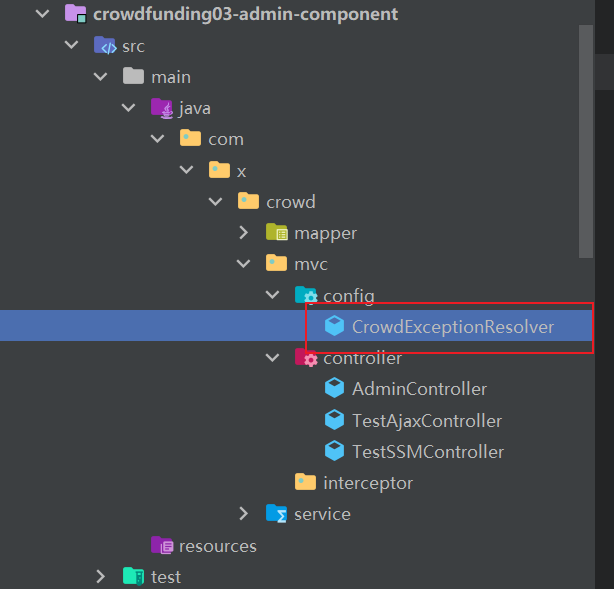 crowdfunding03-admin-component
src
main
java
com
x
crowd
mapper
mvc
config
CrowdExceptionResolver
controller
AdminController
TestAjaxController
TestSSMController
interceptor
service
resources
test